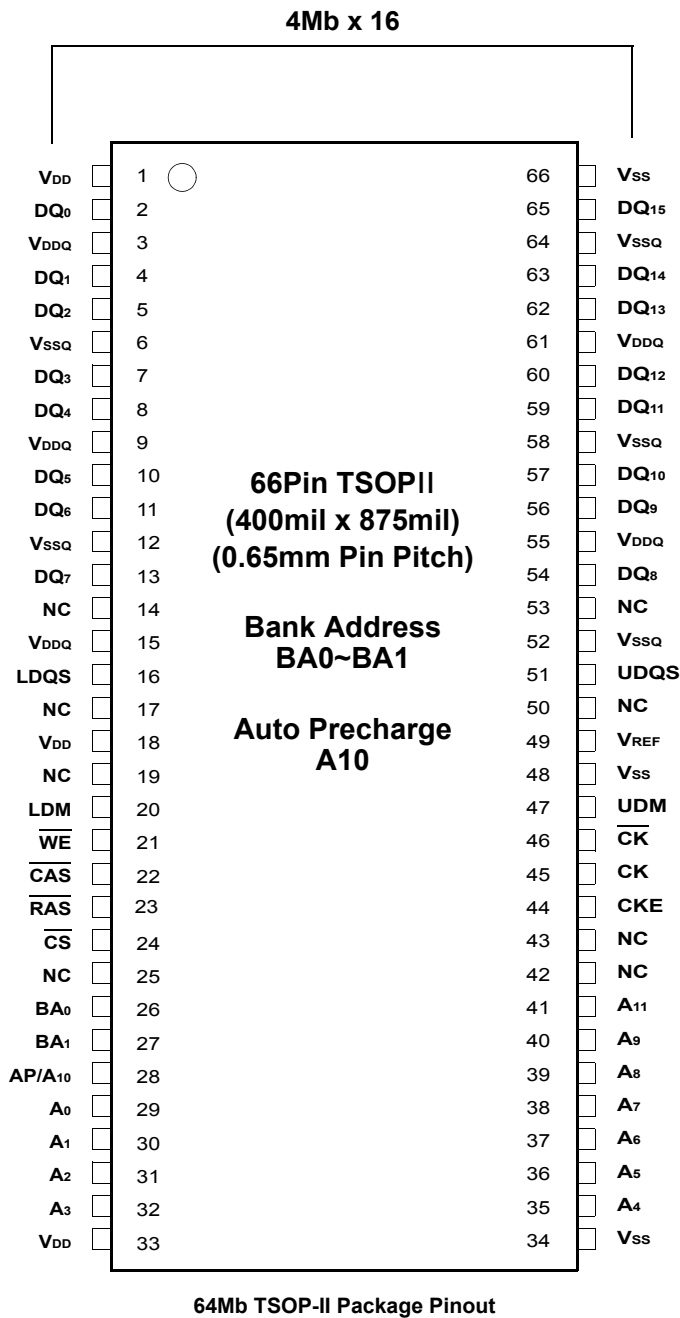 4Mb x 16
VDD 1 66 VSS
DQ0 2 65 DQ15
VDDQ 3 64 VSSQ
DQ1 4 63 DQ14
DQ2 5 62 DQ13
VSSQ 6 61 VDDQ
DQ3 7 60 DQ12
DQ4 8 59 DQ11
VDDQ 9 58 VSSQ
DQ5 10 57 DQ10
DQ6 11 56 DQ9
VSSQ 12 55 VDDQ
DQ7 13 54 DQ8
NC 14 53 NC
VDDQ 15 52 VSSQ
LDQS 16 51 UDQS
NC 17 50 NC
VDD 18 49 VREF
NC 19 48 VSS
LDM 20 47 UDM
W̅E̅ 21 46 C̅K̅
C̅A̅S̅ 22 45 CK
R̅A̅S̅ 23 44 CKE
C̅S̅ 24 43 NC
NC 25 42 NC
BA0 26 41 A11
BA1 27 40 A9
AP/A10 28 39 A8
A0 29 38 A7
A1 30 37 A6
A2 31 36 A5
A3 32 35 A4
VDD 33 34 VSS
66Pin TSOPII
(400mil x 875mil)
(0.65mm Pin Pitch)
Bank Address
BA0~BA1
Auto Precharge
A10
64Mb TSOP-II Package Pinout